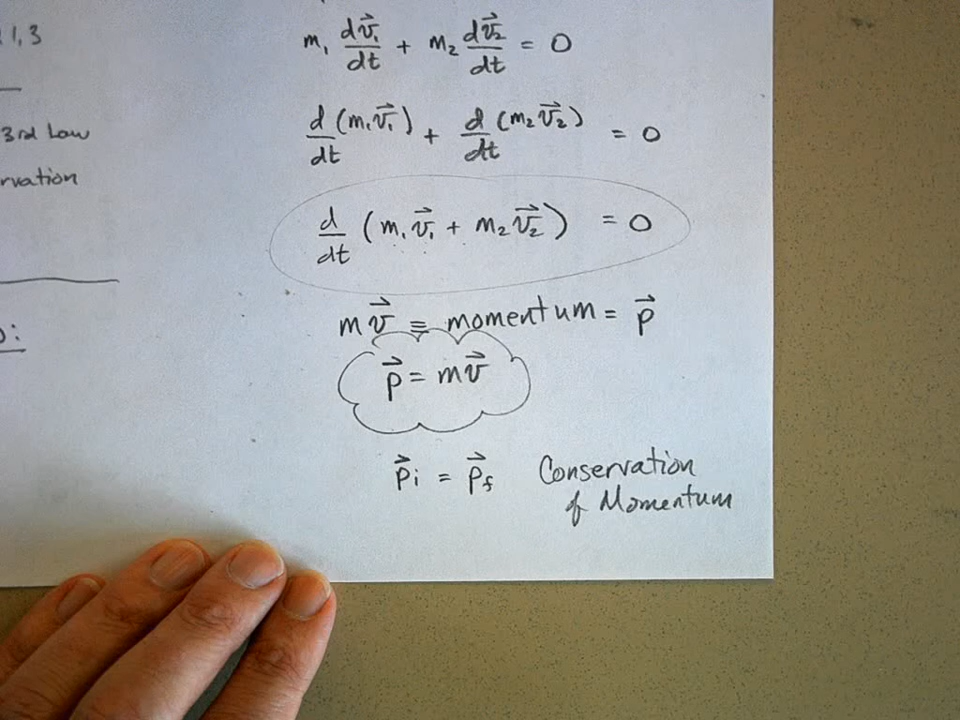 1, 3
3rd Law
rvation
:
m₁ dv⃗₁/dt + m₂ dv⃗₂/dt = 0
d/dt (m₁v⃗₁) + d/dt (m₂v⃗₂) = 0
d/dt (m₁v⃗₁ + m₂v⃗₂) = 0
mv⃗ ≡ momentum = p⃗
p⃗ = mv⃗
p⃗i = p⃗f Conservation
of Momentum